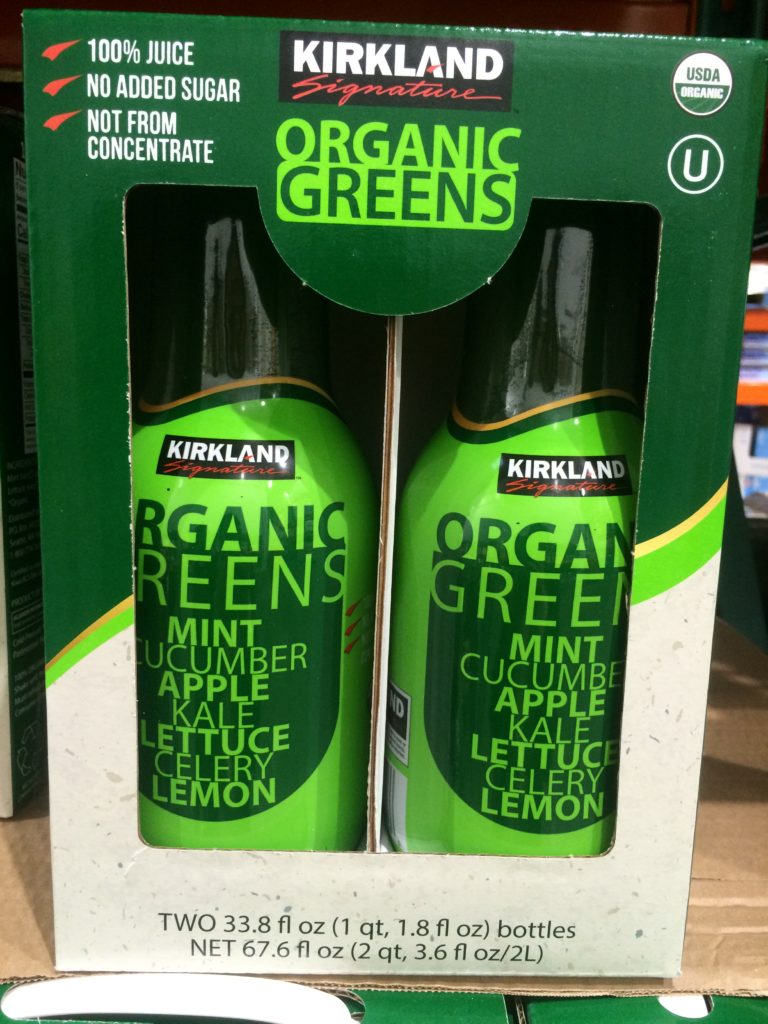 100% JUICE
NO ADDED SUGAR
NOT FROM
CONCENTRATE
KIRKLAND
Signature
ORGANIC
GREENS
USDA
ORGANIC
U
KIRKLAND
Signature
RGANIC
REENS
MINT
CUCUMBER
APPLE
KALE
LETTUCE
CELERY
LEMON
KIRKLAND
Signature
ORGAN
GREEN
MINT
CUCUMBE
APPLE
KALE
LETTUCE
CELERY
LEMON
ND
TWO 33.8 fl oz (1 qt, 1.8 fl oz) bottles
NET 67.6 fl oz (2 qt, 3.6 fl oz/2L)